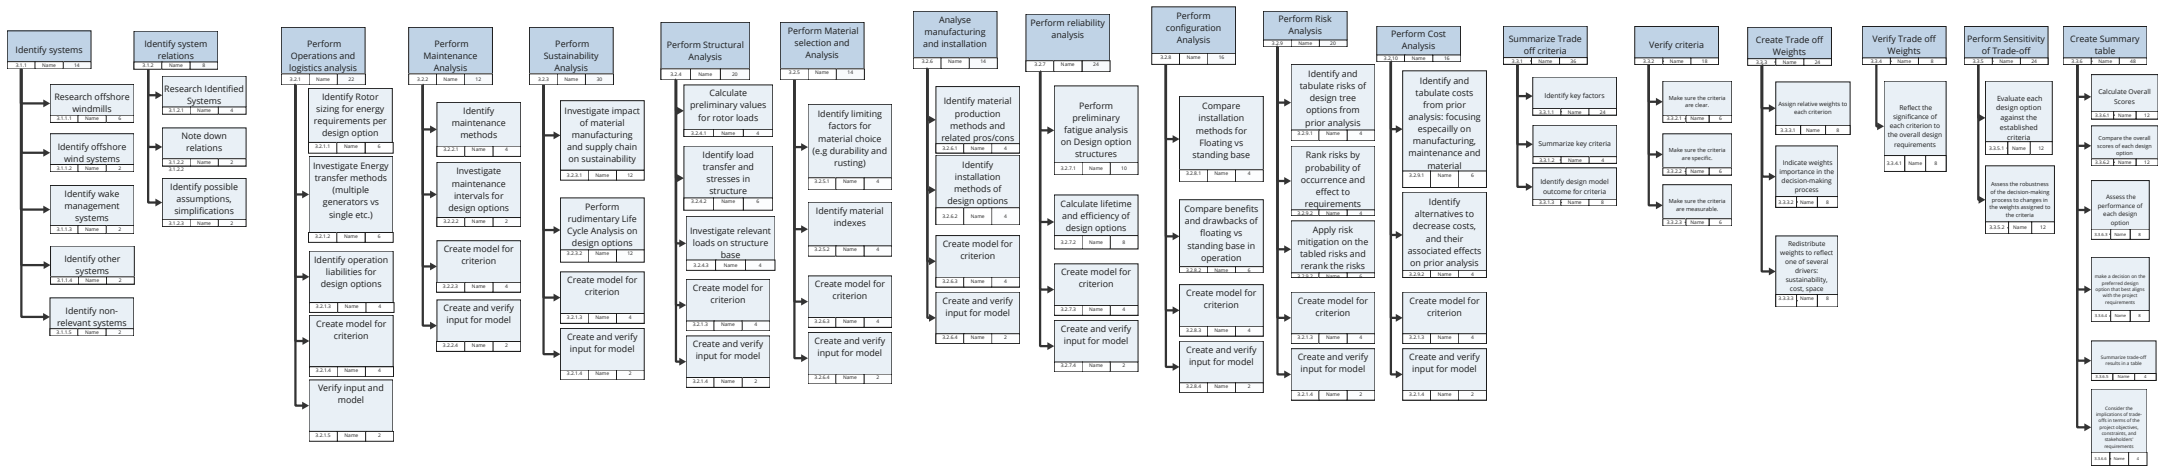 Identify systems
3.1.1 Name 14
Research offshore
windmills
3.1.1.1 Name 6
Identify offshore
wind systems
3.1.1.2 Name 2
Identify wake
management
systems
3.1.1.3 Name 2
Identify other
systems
3.1.1.4 Name 2
Identify non-
relevant systems
3.1.1.5 Name 2
Identify system
relations
3.1.2 Name 8
Research Identified
Systems
3.1.2.1 Name 4
Note down
relations
3.1.2.2 Name 2
3.1.2.2
Identify possible
assumptions,
simplifications
3.1.2.3 Name 2
Perform
Operations and
logistics analysis
3.2.1 Name 22
Identify Rotor
sizing for energy
requirements per
design option
3.2.1.1 Name 6
Investigate Energy
transfer methods
(multiple
generators vs
single etc.)
3.2.1.2 Name 6
Identify operation
liabilities for
design options
3.2.1.3 Name 4
Create model for
criterion
3.2.1.4 Name 4
Verify input and
model
3.2.1.5 Name 2
Perform
Maintenance
Analysis
3.2.2 Name 12
Identify
maintenance
methods
3.2.2.1 Name 4
Investigate
maintenance
intervals for
design options
3.2.2.2 Name 2
Create model for
criterion
3.2.2.3 Name 4
Create and verify
input for model
3.2.2.4 Name 2
Perform
Sustainability
Analysis
3.2.3 Name 30
Investigate impact
of material
manufacturing
and supply chain
on sustainability
3.2.3.1 Name 12
Perform
rudimentary Life
Cycle Analysis on
design options
3.2.3.2 Name 12
Create model for
criterion
3.2.1.3 Name 4
Create and verify
input for model
3.2.1.4 Name 2
Perform Structural
Analysis
3.2.4 Name 20
Calculate
preliminary values
for rotor loads
3.2.4.1 Name 4
Identify load
transfer and
stresses in
structure
3.2.4.2 Name 6
Investigate relevant
loads on structure
base
3.2.4.3 Name 4
Create model for
criterion
3.2.1.3 Name 4
Create and verify
input for model
3.2.1.4 Name 2
Perform Material
selection and
Analysis
3.2.5 Name 14
Identify limiting
factors for
material choice
(e.g durability and
rusting)
3.2.5.1 Name 4
Identify material
indexes
3.2.5.2 Name 4
Create model for
criterion
3.2.6.3 Name 4
Create and verify
input for model
3.2.6.4 Name 2
Analyse
manufacturing
and installation
3.2.6 Name 14
Identify material
production
methods and
related pros/cons
3.2.6.1 Name 4
Identify
installation
methods of
design options
3.2.6.2 Name 4
Create model for
criterion
3.2.6.3 Name 4
Create and verify
input for model
3.2.6.4 Name 2
Perform reliability
analysis
3.2.7 Name 24
Perform
preliminary
fatigue analysis
on Design option
structures
3.2.7.1 Name 10
Calculate lifetime
and efficiency of
design options
3.2.7.2 Name 8
Create model for
criterion
3.2.7.3 Name 4
Create and verify
input for model
3.2.7.4 Name 2
Perform
configuration
Analysis
3.2.8 Name 16
Compare
installation
methods for
Floating vs
standing base
3.2.8.1 Name 4
Compare benefits
and drawbacks of
floating vs
standing base in
operation
3.2.8.2 Name 6
Create model for
criterion
3.2.8.3 Name 4
Create and verify
input for model
3.2.8.4 Name 2
Perform Risk
Analysis
3.2.9 Name 20
Identify and
tabulate risks of
design tree
options from
prior analysis
3.2.9.1 Name 4
Rank risks by
probability of
occurrence and
effect to
requirements
3.2.9.2 Name 4
Apply risk
mitigation on the
tabled risks and
rerank the risks
3.2.9.2 Name 6
Create model for
criterion
3.2.1.3 Name 4
Create and verify
input for model
3.2.1.4 Name 2
Perform Cost
Analysis
3.2.10 Name 16
Identify and
tabulate costs
from prior
analysis: focusing
especailly on
manufacturing,
maintenance and
material
3.2.9.1 Name 6
Identify
alternatives to
decrease costs,
and their
associated effects
on prior analysis
3.2.9.2 Name 4
Create model for
criterion
3.2.1.3 Name 4
Create and verify
input for model
3.2.1.4 Name 2
Summarize Trade
off criteria
3.3.1 Name 36
Identify key factors
3.3.1.1 Name 24
Summarize key criteria
3.3.1.2 Name 4
Identify design model
outcome for criteria
3.3.1.3 Name 8
Verify criteria
3.3.2 Name 18
Make sure the criteria
are clear.
3.3.2.1 Name 6
Make sure the criteria
are specific.
3.3.2.2 Name 6
Make sure the criteria
are measurable.
3.3.2.3 Name 6
Create Trade off
Weights
3.3.3 Name 24
Assign relative weights to
each criterion
3.3.3.1 Name 8
Indicate weights
importance in the
decision-making
process
3.3.3.2 Name 8
Redistribute
weights to reflect
one of several
drivers:
sustainability,
cost, space
3.3.3.3 Name 8
Verify Trade off
Weights
3.3.4 Name 8
Reflect the
significance of
each criterion to
the overall design
requirements
3.3.4.1 Name 8
Perform Sensitivity
of Trade-off
3.3.5 Name 24
Evaluate each
design option
against the
established
criteria
3.3.5.1 Name 12
Assess the robustness
of the decision-making
process to changes in
the weights assigned to
the criteria
3.3.5.2 Name 12
Create Summary
table
3.3.6 Name 48
Calculate Overall
Scores
3.3.6.1 Name 12
Compare the overall
scores of each design
option
3.3.6.2 Name 12
Assess the
performance of
each design
option
3.3.6.3 Name 8
make a decision on the
preferred design
option that best aligns
with the project
requirements
3.3.6.4 Name 8
Summarize trade-off
results in a table
3.3.6.5 Name 4
Consider the
implications of trade-
offs in terms of the
project objectives,
constraints, and
stakeholders'
requirements
3.3.6.6 Name 4